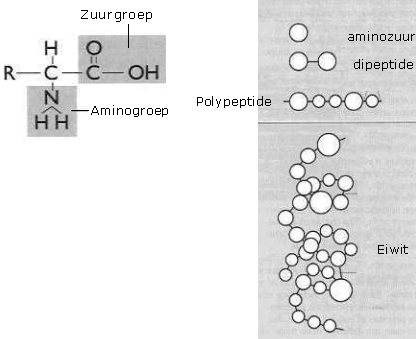 Zuurgroep
H O
R C C OH
N
H H
Aminogroep
aminozuur
dipeptide
Polypeptide
Eiwit